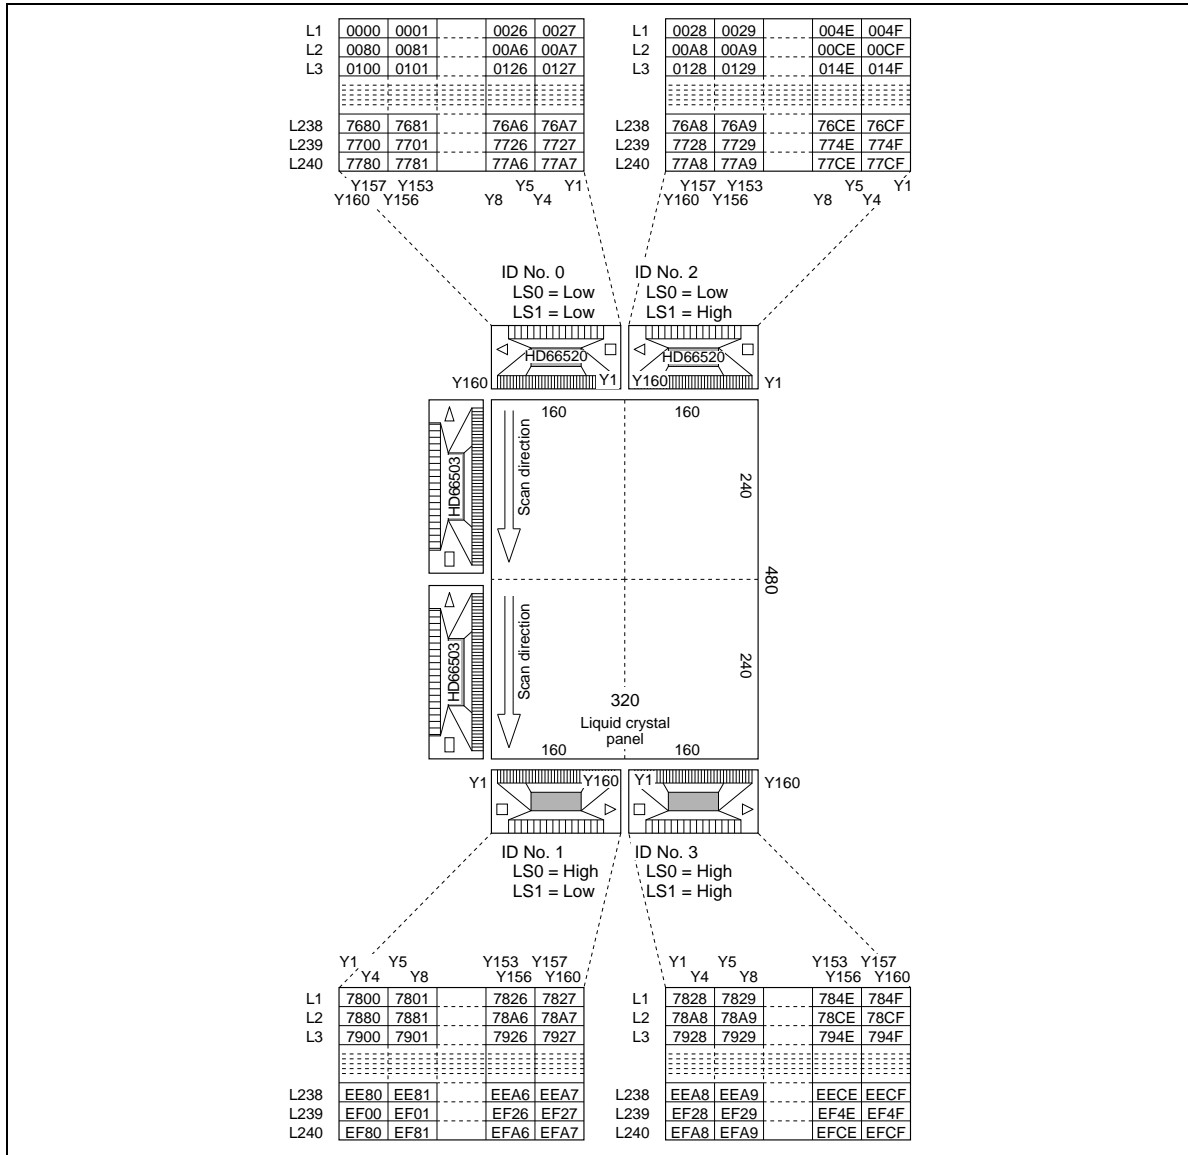 L1 0000 0001 0026 0027
L2 0080 0081 00A6 00A7
L3 0100 0101 0126 0127
L238 7680 7681 76A6 76A7
L239 7700 7701 7726 7727
L240 7780 7781 77A6 77A7
Y157 Y153 Y5 Y1
Y160 Y156 Y8 Y4
L1 0028 0029 004E 004F
L2 00A8 00A9 00CE 00CF
L3 0128 0129 014E 014F
L238 76A8 76A9 76CE 76CF
L239 7728 7729 774E 774F
L240 77A8 77A9 77CE 77CF
Y157 Y153 Y5 Y1
Y160 Y156 Y8 Y4
ID No. 0
LS0 = Low
LS1 = Low
ID No. 2
LS0 = Low
LS1 = High
HD66520
Y160 Y1
HD66520
Y160 Y1
160 160
HD66503
Scan direction
240
480
HD66503
Scan direction
240
320
Liquid crystal
panel
160 160
Y1 Y160
Y1 Y160
ID No. 1
LS0 = High
LS1 = Low
ID No. 3
LS0 = High
LS1 = High
Y1 Y5 Y153 Y157
Y4 Y8 Y156 Y160
L1 7800 7801 7826 7827
L2 7880 7881 78A6 78A7
L3 7900 7901 7926 7927
L238 EE80 EE81 EEA6 EEA7
L239 EF00 EF01 EF26 EF27
L240 EF80 EF81 EFA6 EFA7
Y1 Y5 Y153 Y157
Y4 Y8 Y156 Y160
L1 7828 7829 784E 784F
L2 78A8 78A9 78CE 78CF
L3 7928 7929 794E 794F
L238 EEA8 EEA9 EECE EECF
L239 EF28 EF29 EF4E EF4F
L240 EFA8 EFA9 EFCE EFCF